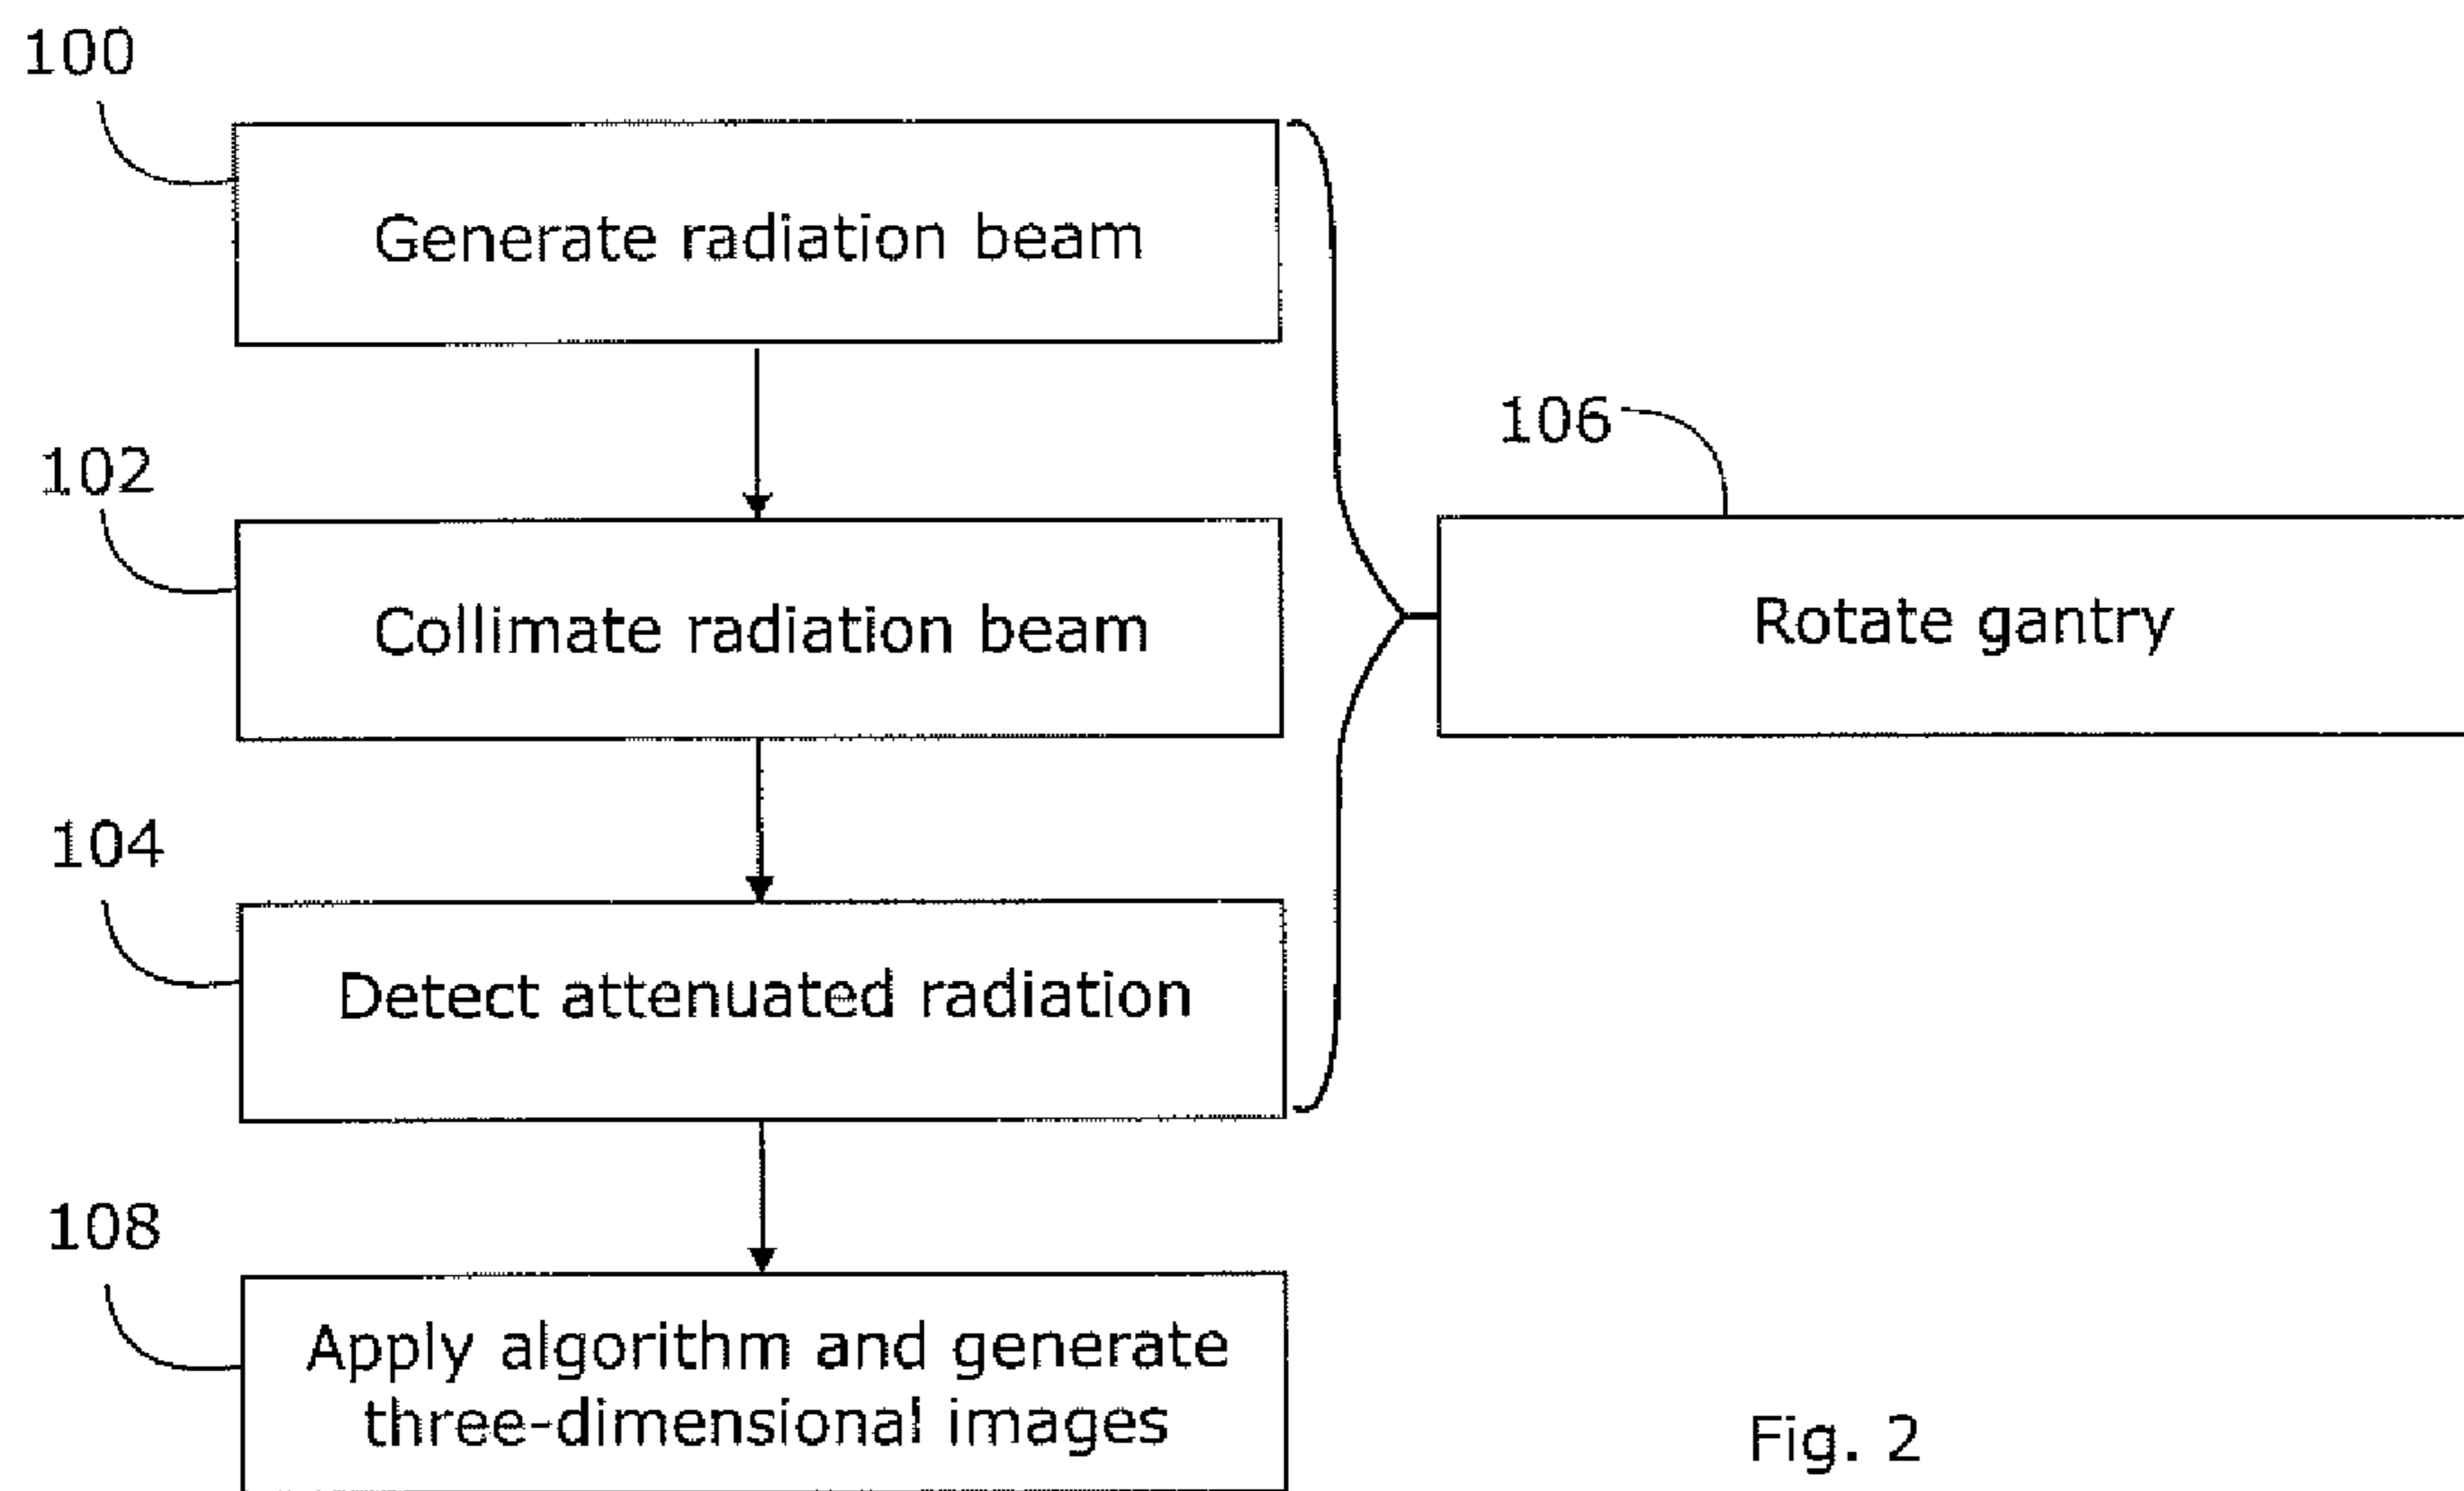 100
Generate radiation beam
102
Collimate radiation beam
106
Rotate gantry
104
Detect attenuated radiation
108
Apply algorithm and generate
three-dimensional images
Fig. 2